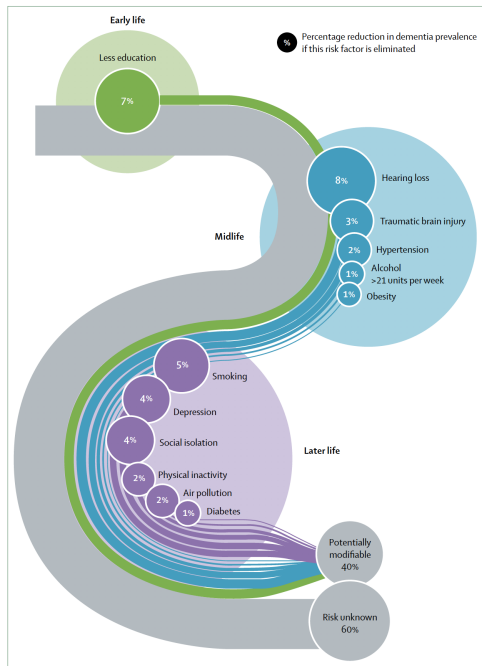 Early life
% Percentage reduction in dementia prevalence
if this risk factor is eliminated
Less education
7%
8%
Hearing loss
3%
Traumatic brain injury
Midlife
2%
Hypertension
1%
Alcohol
>21 units per week
1%
Obesity
5%
Smoking
4%
Depression
4%
Social isolation
Later life
2%
Physical inactivity
2%
Air pollution
1%
Diabetes
Potentially
modifiable
40%
Risk unknown
60%